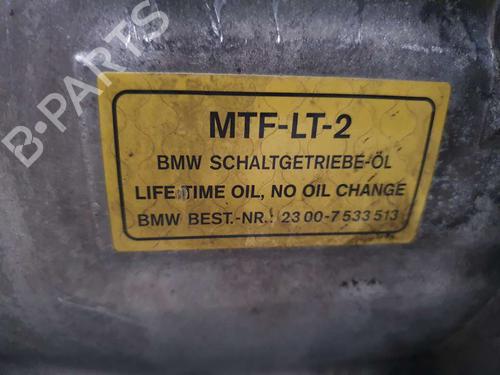 B-PARTS
MTF-LT-2
BMW SCHALTGETRIEBE-ÖL
LIFE TIME OIL, NO OIL CHANGE
BMW BEST.-NR.: 23 00-7 533 513